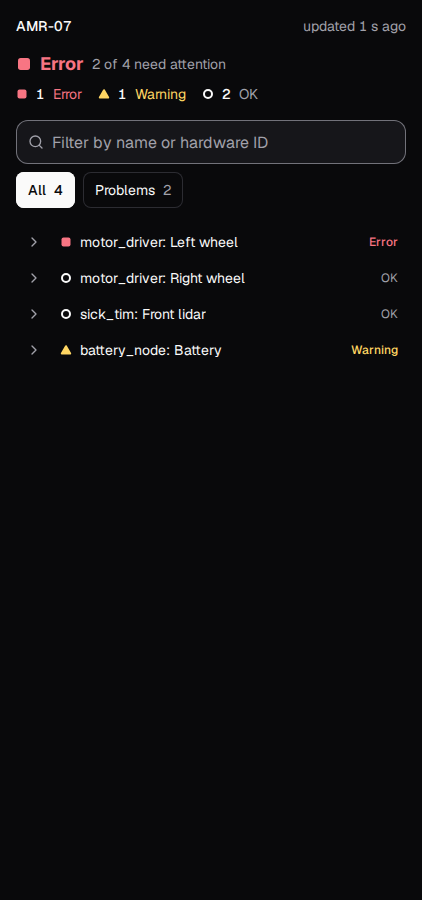 AMR-07 updated 1 s ago
Error 2 of 4 need attention
1 Error 1 Warning 2 OK
Filter by name or hardware ID
All 4 Problems 2
motor_driver: Left wheel Error
motor_driver: Right wheel OK
sick_tim: Front lidar OK
battery_node: Battery Warning